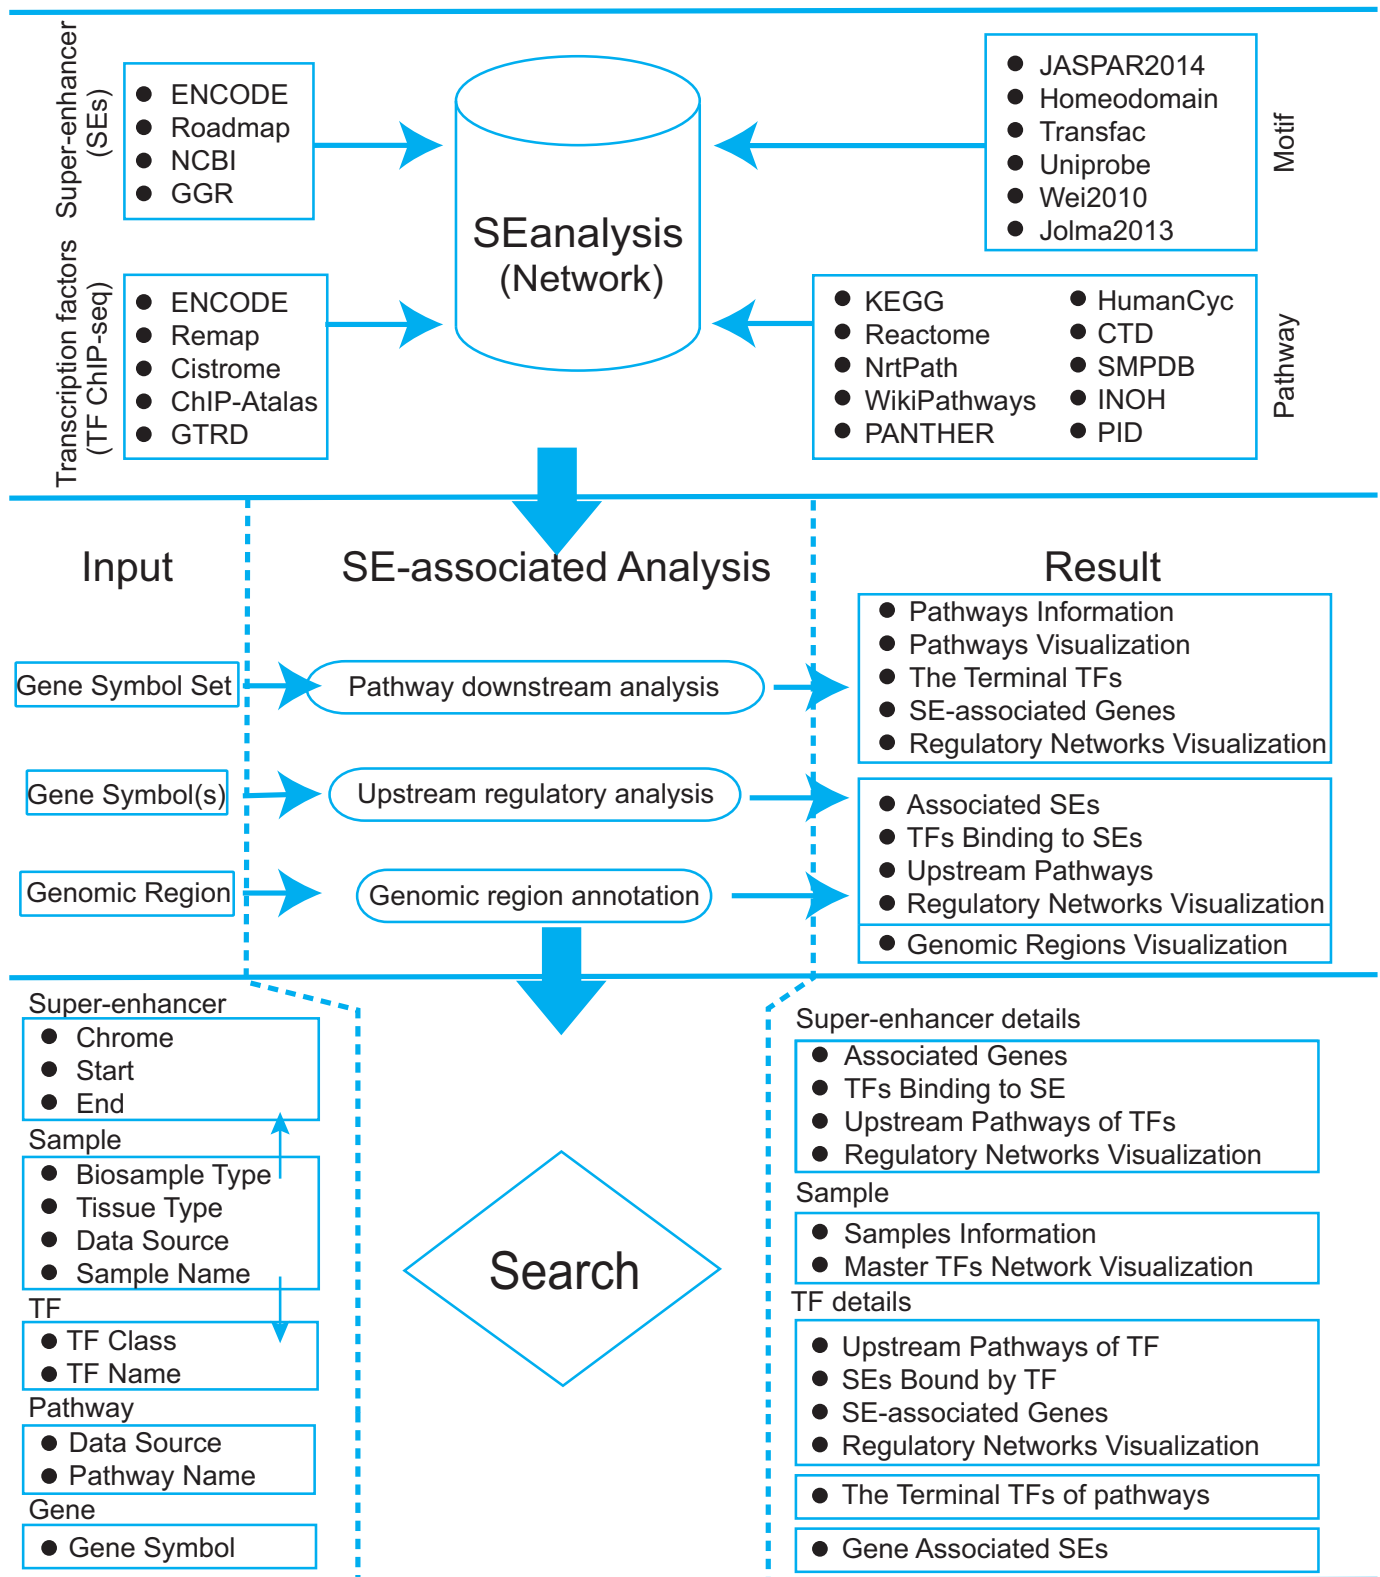 Super-enhancer
(SEs)
ENCODE
Roadmap
NCBI
GGR
Transcription factors
(TF ChIP-seq)
ENCODE
Remap
Cistrome
ChIP-Atalas
GTRD
SEanalysis
(Network)
JASPAR2014
Homeodomain
Transfac
Uniprobe
Wei2010
Jolma2013
Motif
KEGG
Reactome
NrtPath
WikiPathways
PANTHER
HumanCyc
CTD
SMPDB
INOH
PID
Pathway
Input
SE-associated Analysis
Result
Gene Symbol Set
Pathway downstream analysis
Pathways Information
Pathways Visualization
The Terminal TFs
SE-associated Genes
Regulatory Networks Visualization
Gene Symbol(s)
Upstream regulatory analysis
Genomic Region
Genomic region annotation
Associated SEs
TFs Binding to SEs
Upstream Pathways
Regulatory Networks Visualization
Genomic Regions Visualization
Super-enhancer
Chrome
Start
End
Sample
Biosample Type
Tissue Type
Data Source
Sample Name
TF
TF Class
TF Name
Pathway
Data Source
Pathway Name
Gene
Gene Symbol
Search
Super-enhancer details
Associated Genes
TFs Binding to SE
Upstream Pathways of TFs
Regulatory Networks Visualization
Sample
Samples Information
Master TFs Network Visualization
TF details
Upstream Pathways of TF
SEs Bound by TF
SE-associated Genes
Regulatory Networks Visualization
The Terminal TFs of pathways
Gene Associated SEs